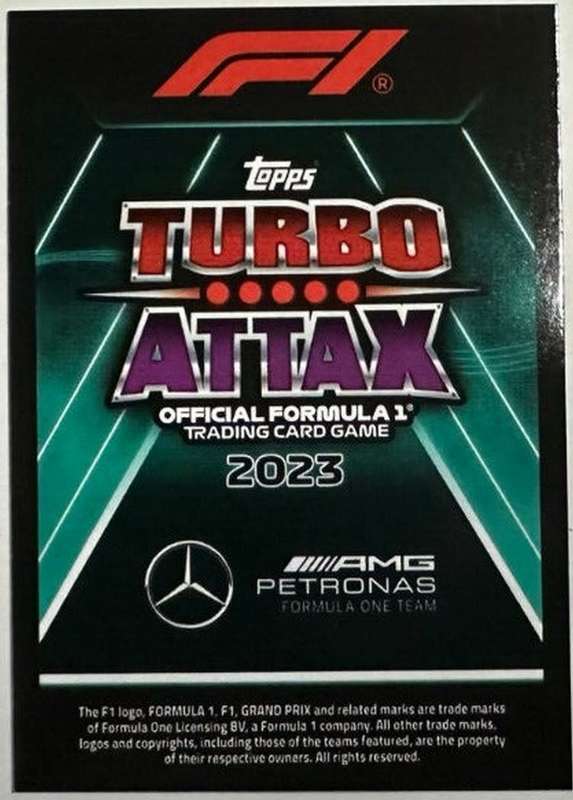 F1®
Topps
TURBO
ATTAX
OFFICIAL FORMULA 1®
TRADING CARD GAME
2023
AMG
PETRONAS
FORMULA ONE TEAM
The F1 logo, FORMULA 1, F1, GRAND PRIX and related marks are trade marks
of Formula One Licensing BV, a Formula 1 company. All other trade marks,
logos and copyrights, including those of the teams featured, are the property
of their respective owners. All rights reserved.